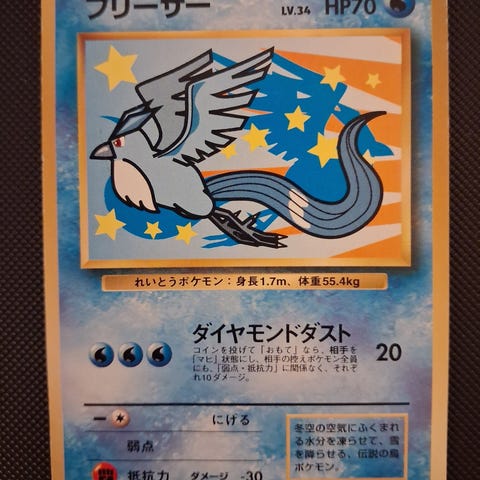 フリーザー LV.34 HP70
れいとうポケモン：身長1.7m、体重55.4kg
ダイヤモンドダスト 20
コインを投げて「おもて」なら、相手を
「マヒ」状態にし、相手の控えポケモン全員
にも、「弱点・抵抗力」に関係なく、それぞ
れ10ダメージ。
にげる
弱点
闘 抵抗力 ダメージ -30
冬空の空気にふくまれ
る水分を凍らせて、雪
を降らせる、伝説の鳥
ポケモン。